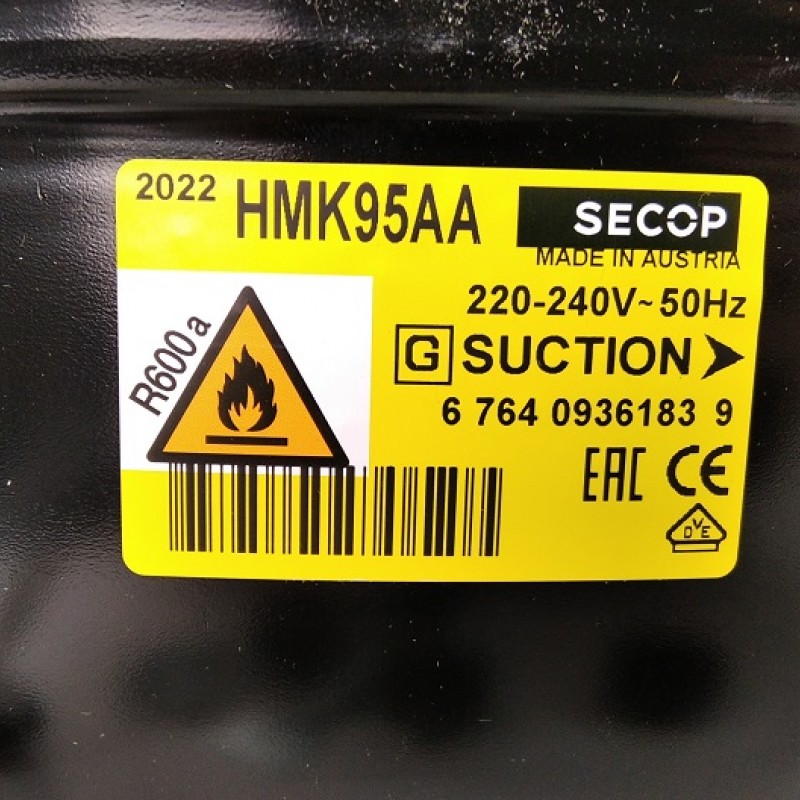 2022 HMK95AA SECOP
MADE IN AUSTRIA
R600a
220-240V~50Hz
G SUCTION
6 764 0936183 9
EAC CE
DVE